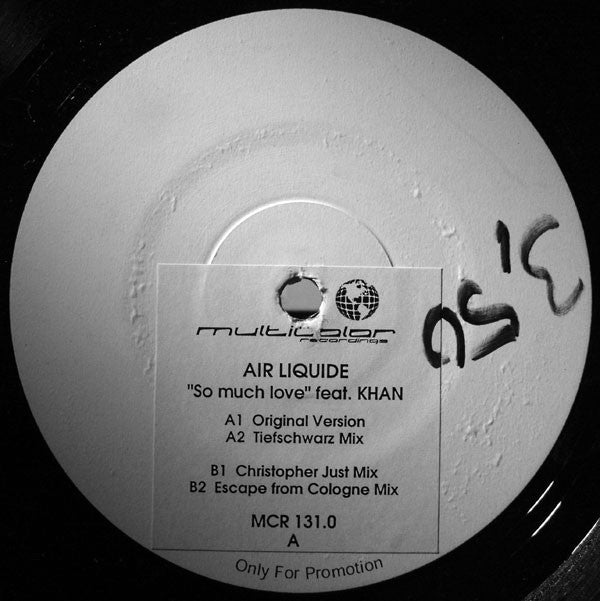 multicolor
recordings
AIR LIQUIDE
"So much love" feat. KHAN
A1 Original Version
A2 Tiefschwarz Mix
B1 Christopher Just Mix
B2 Escape from Cologne Mix
MCR 131.0
A
Only For Promotion